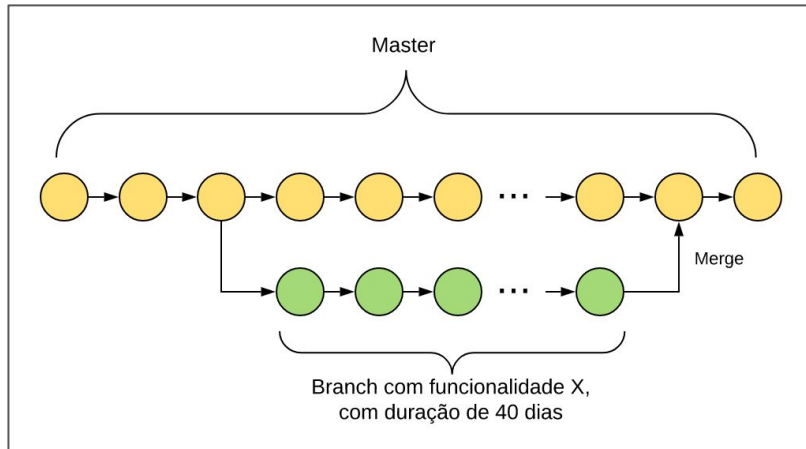 Master
...
...
Merge
Branch com funcionalidade X,
com duração de 40 dias